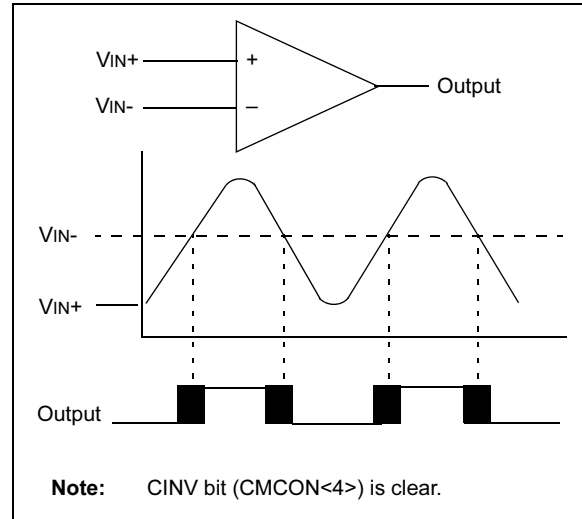 VIN+
+
Output
VIN-
–
VIN-
VIN+
Output
Note: CINV bit (CMCON<4>) is clear.